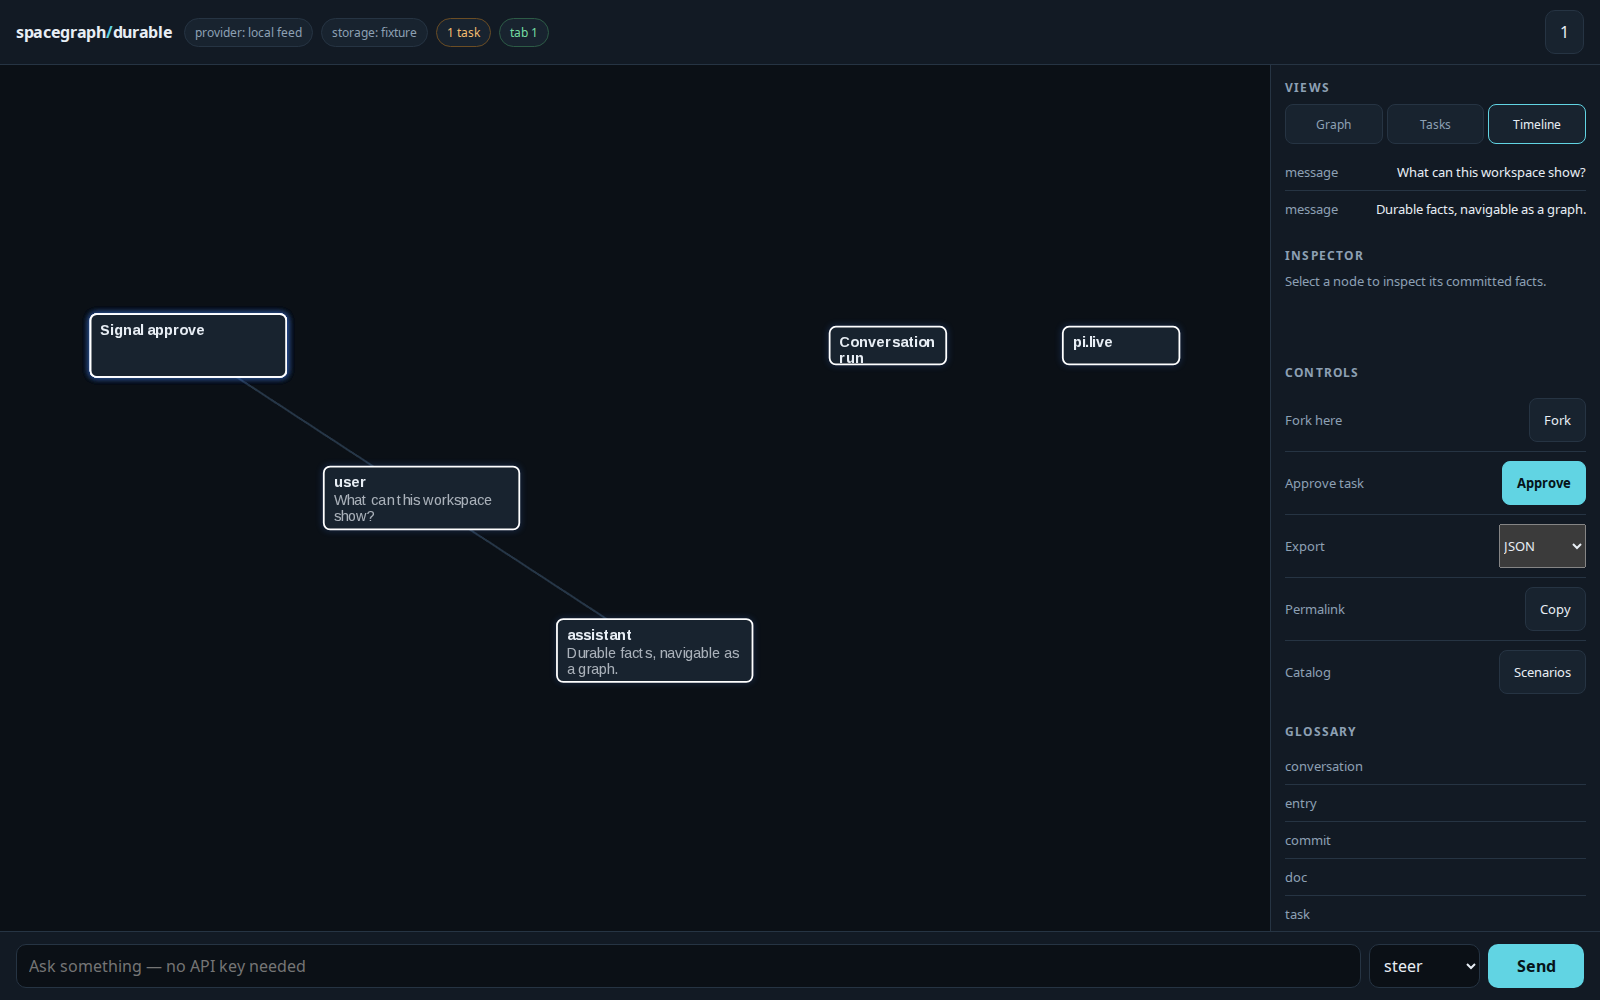 spacegraph/durable
provider: local feed
storage: fixture
1 task
tab 1
1
Signal approve
user
What can this workspace
show?
assistant
Durable facts, navigable as
a graph.
Conversation
run
pi.live
VIEWS
Graph
Tasks
Timeline
message What can this workspace show?
message Durable facts, navigable as a graph.
INSPECTOR
Select a node to inspect its committed facts.
CONTROLS
Fork here Fork
Approve task Approve
Export JSON
Permalink Copy
Catalog Scenarios
GLOSSARY
conversation
entry
commit
doc
task
Ask something — no API key needed
steer
Send